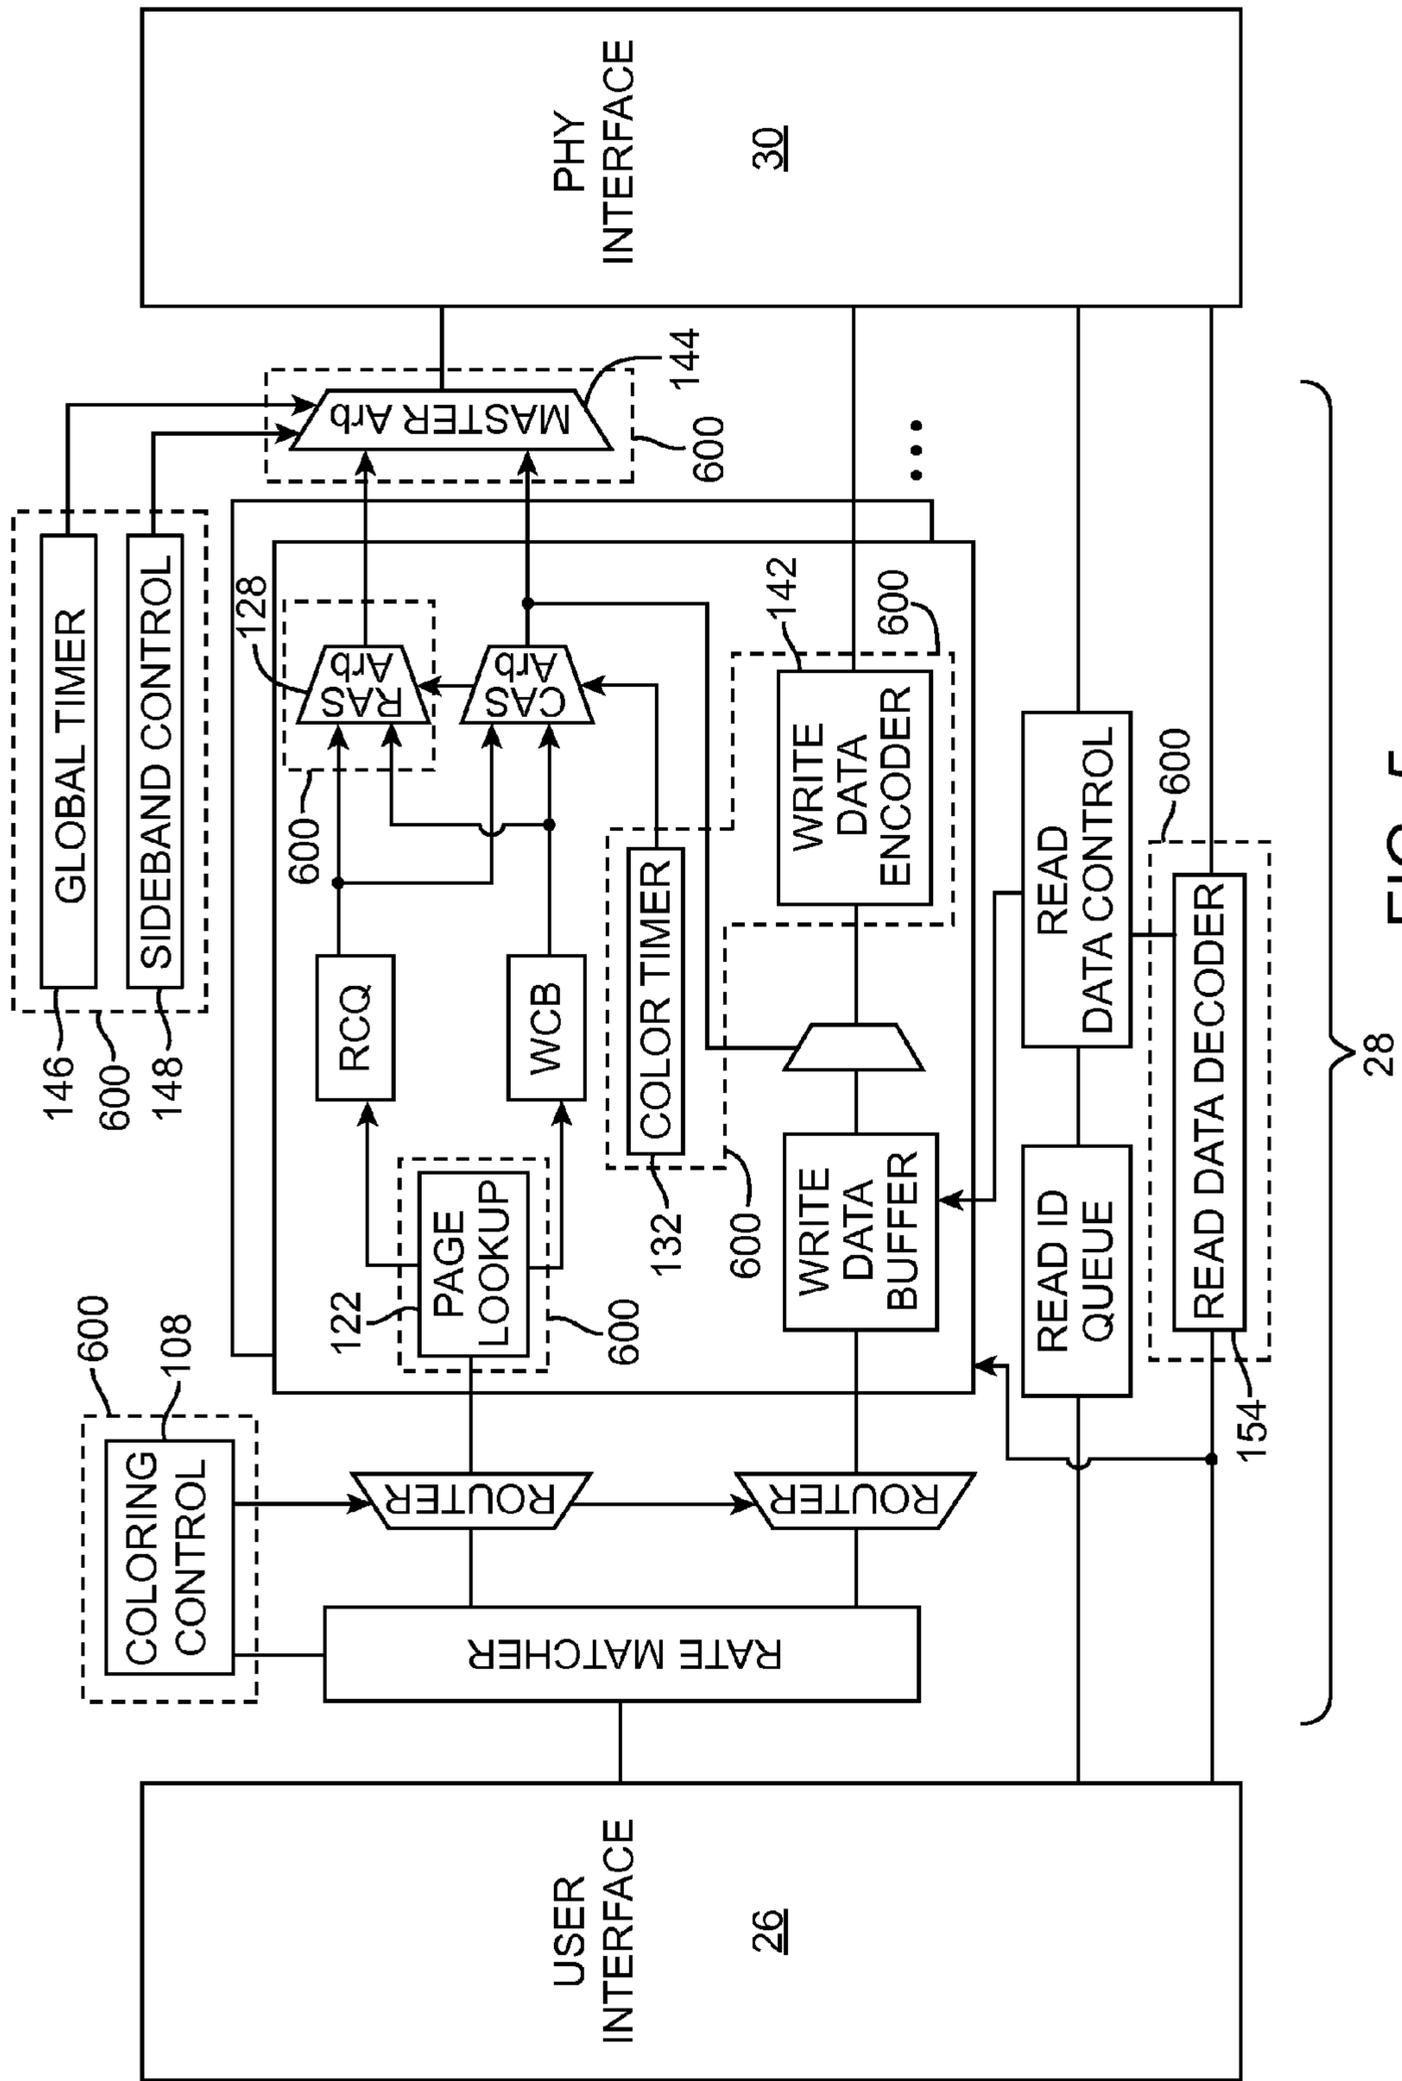 600
108
COLORING
CONTROL
146
600
148
GLOBAL TIMER
SIDEBAND CONTROL
USER
INTERFACE
26
RATE MATCHER
ROUTER
ROUTER
122
PAGE
LOOKUP
600
RCQ
WCB
600
128
RAS
Arb
CAS
Arb
MASTER Arb
144
600
PHY
INTERFACE
30
132
600
COLOR TIMER
WRITE
DATA
BUFFER
WRITE
DATA
ENCODER
142
600
...
READ ID
QUEUE
READ
DATA CONTROL
154
READ DATA DECODER
600
28